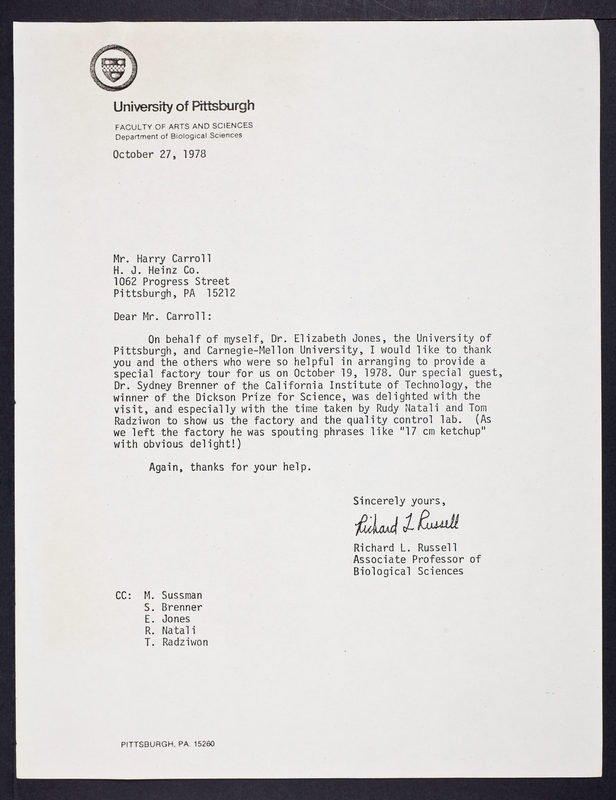 University of Pittsburgh
FACULTY OF ARTS AND SCIENCES
Department of Biological Sciences
October 27, 1978
Mr. Harry Carroll
H. J. Heinz Co.
1062 Progress Street
Pittsburgh, PA  15212
Dear Mr. Carroll:
On behalf of myself, Dr. Elizabeth Jones, the University of
Pittsburgh, and Carnegie-Mellon University, I would like to thank
you and the others who were so helpful in arranging to provide a
special factory tour for us on October 19, 1978. Our special guest,
Dr. Sydney Brenner of the California Institute of Technology, the
winner of the Dickson Prize for Science, was delighted with the
visit, and especially with the time taken by Rudy Natali and Tom
Radziwon to show us the factory and the quality control lab.  (As
we left the factory he was spouting phrases like "17 cm ketchup"
with obvious delight!)
Again, thanks for your help.
Sincerely yours,
Richard L Russell
Richard L. Russell
Associate Professor of
Biological Sciences
CC:  M. Sussman
S. Brenner
E. Jones
R. Natali
T. Radziwon
PITTSBURGH, PA. 15260